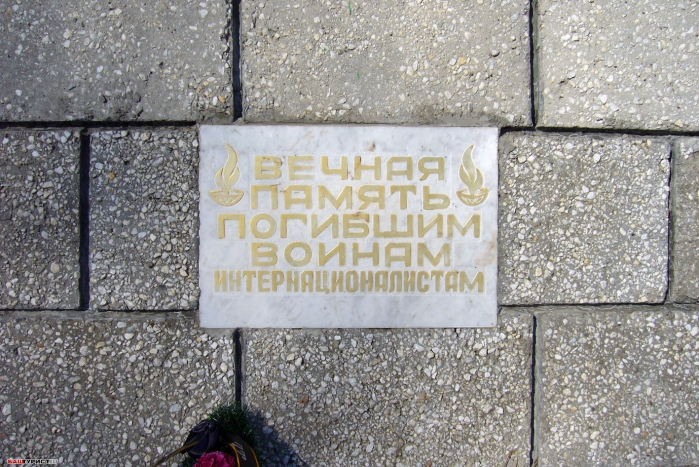 ВЕЧНАЯ
ПАМЯТЬ
ПОГИБШИМ
ВОИНАМ
ИНТЕРНАЦИОНАЛИСТАМ